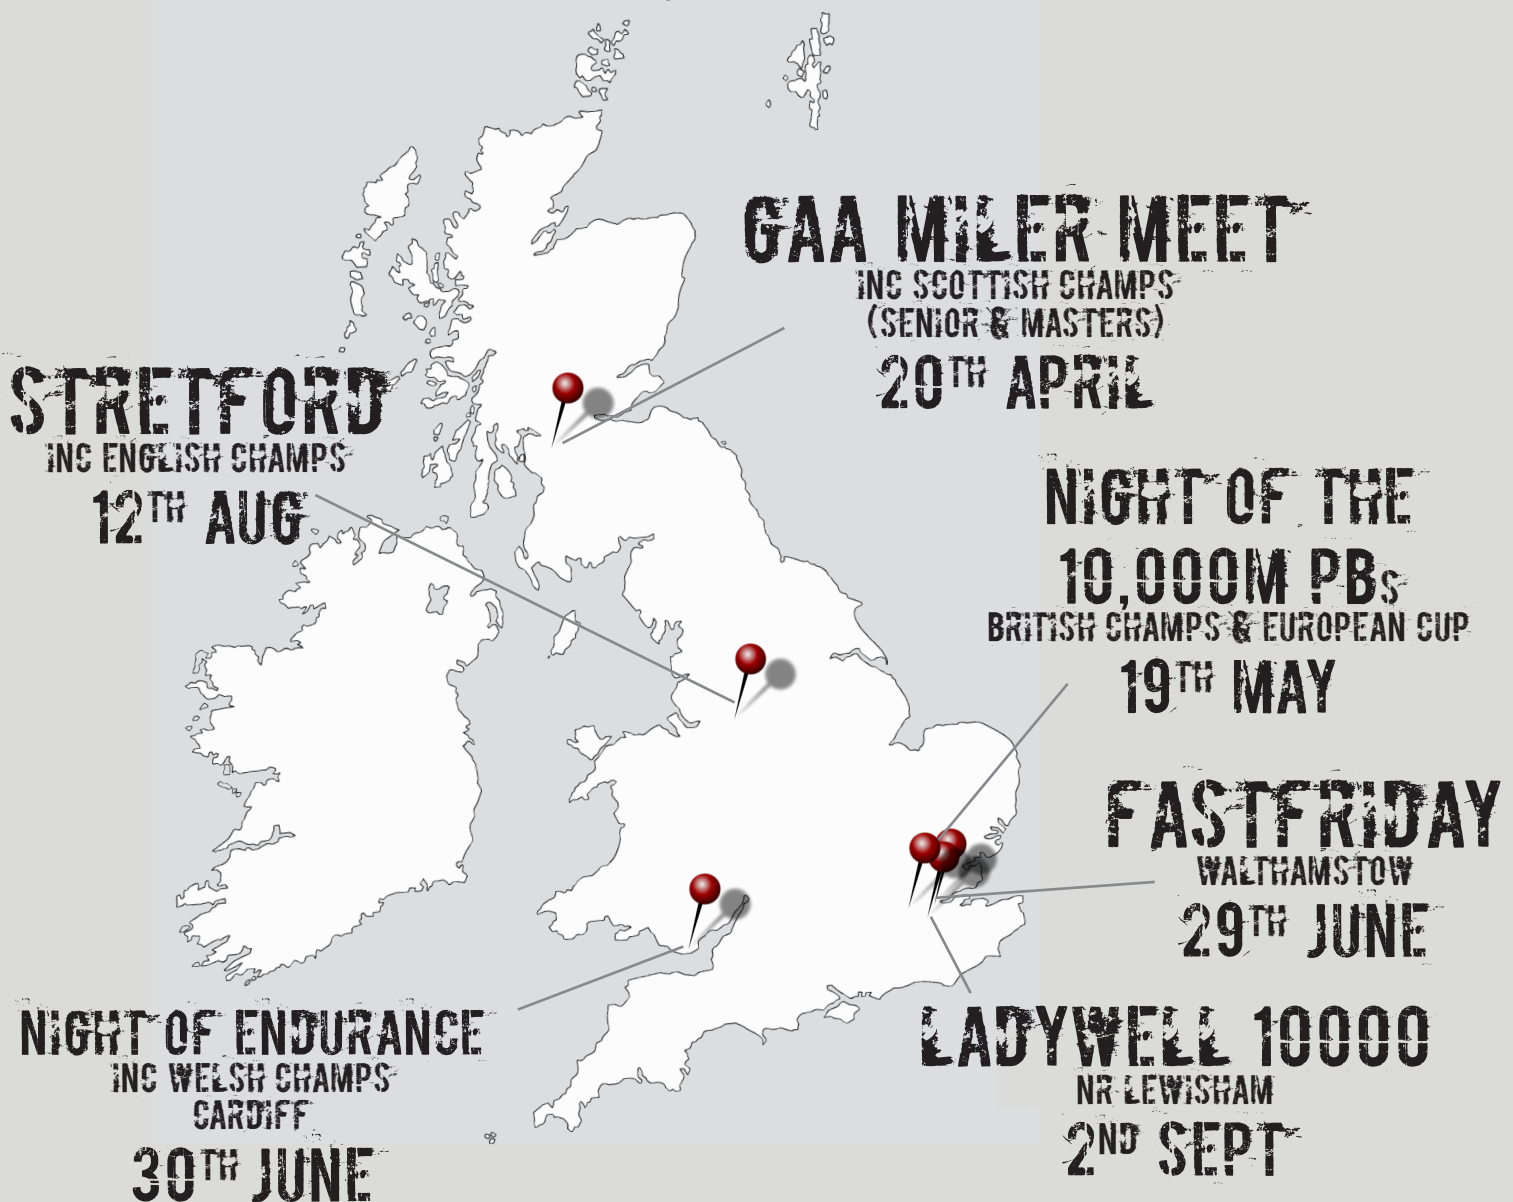 GAA MILER MEET
INC SCOTTISH CHAMPS
(SENIOR & MASTERS)
20TH APRIL
STRETFORD
INC ENGLISH CHAMPS
12TH AUG
NIGHT OF THE
10,000M PBs
BRITISH CHAMPS & EUROPEAN CUP
19TH MAY
FASTFRIDAY
WALTHAMSTOW
29TH JUNE
NIGHT OF ENDURANCE
INC WELSH CHAMPS
CARDIFF
30TH JUNE
LADYWELL 10000
NR LEWISHAM
2ND SEPT